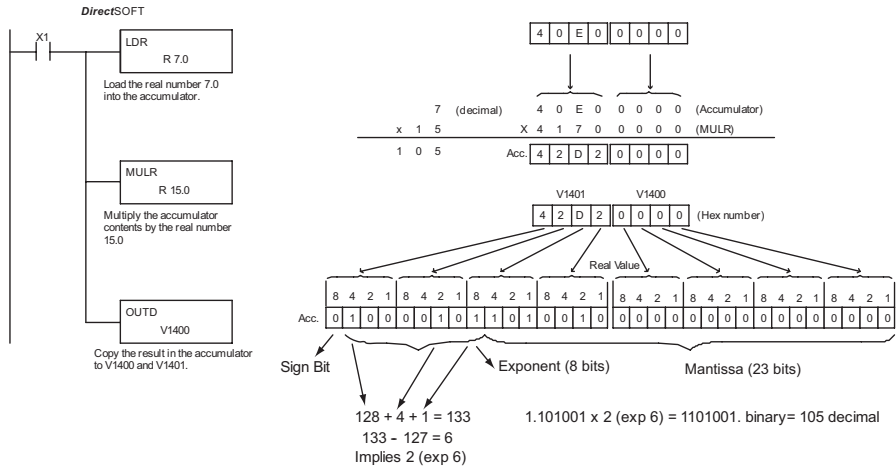 DirectSOFT
X1
LDR
R 7.0
Load the real number 7.0
into the accumulator.
MULR
R 15.0
Multiply the accumulator
contents by the real number
15.0
OUTD
V1400
Copy the result in the accumulator
to V1400 and V1401.
4 0 E 0 0 0 0 0
7 (decimal) 4 0 E 0 0 0 0 0 (Accumulator)
x 1 5 X 4 1 7 0 0 0 0 0 (MULR)
1 0 5 Acc. 4 2 D 2 0 0 0 0
V1401 V1400
4 2 D 2 0 0 0 0 (Hex number)
Real Value
8 4 2 1 8 4 2 1 8 4 2 1 8 4 2 1 8 4 2 1 8 4 2 1 8 4 2 1 8 4 2 1
Acc. 0 1 0 0 0 0 1 0 1 1 0 1 0 0 1 0 0 0 0 0 0 0 0 0 0 0 0 0 0 0 0 0
Sign Bit Exponent (8 bits) Mantissa (23 bits)
128 + 4 + 1 = 133 1.101001 x 2 (exp 6) = 1101001. binary= 105 decimal
133 - 127 = 6
Implies 2 (exp 6)